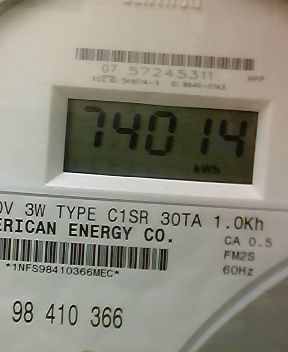 07 57245311
74014
kWh
0V 3W TYPE C1SR 30TA 1.0Kh
ERICAN ENERGY CO.
CA 0.5
FM2S
*1NFS98410366MEC*
60Hz
98 410 366